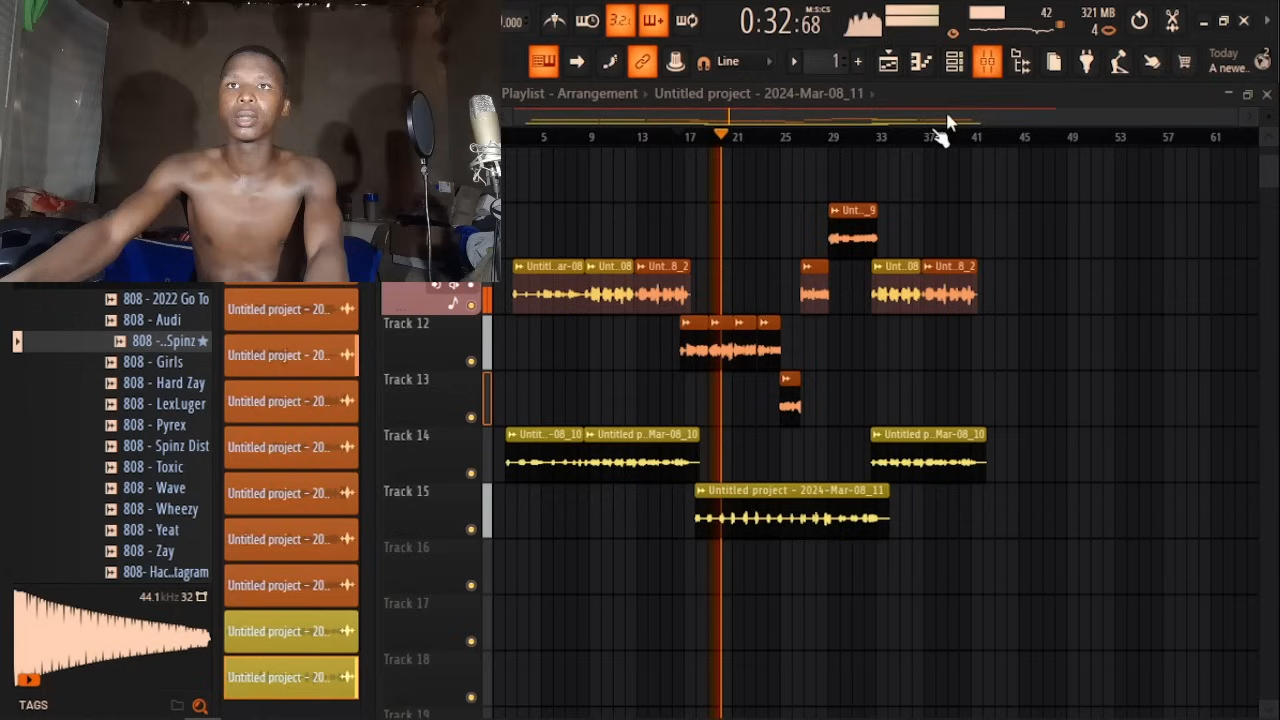 .000
3.2.1
0:32:68
M:S:CS
42
321 MB
4
Line
1
Today
A newe..
Playlist - Arrangement › Untitled project - 2024-Mar-08_11 ›
5 9 13 17 21 25 29 33 37 41 45 49 53 57 61
Unt.._9
Untitl..ar-08
Unt..08
Unt..8_2
Unt..08
Unt..8_2
Track 12
Track 13
Track 14
Untit..-08_10
Untitled p..Mar-08_10
Untitled p..Mar-08_10
Track 15
Untitled project - 2024-Mar-08_11
Track 16
Track 17
Track 18
Track 19
808 - 2022 Go To
808 - Audi
808 -..Spinz
808 - Girls
808 - Hard Zay
808 - LexLuger
808 - Pyrex
808 - Spinz Dist
808 - Toxic
808 - Wave
808 - Wheezy
808 - Yeat
808 - Zay
808- Hac..tagram
44.1kHz 32
TAGS
Untitled project - 20..
Untitled project - 20..
Untitled project - 20..
Untitled project - 20..
Untitled project - 20..
Untitled project - 20..
Untitled project - 20..
Untitled project - 20..
Untitled project - 20..